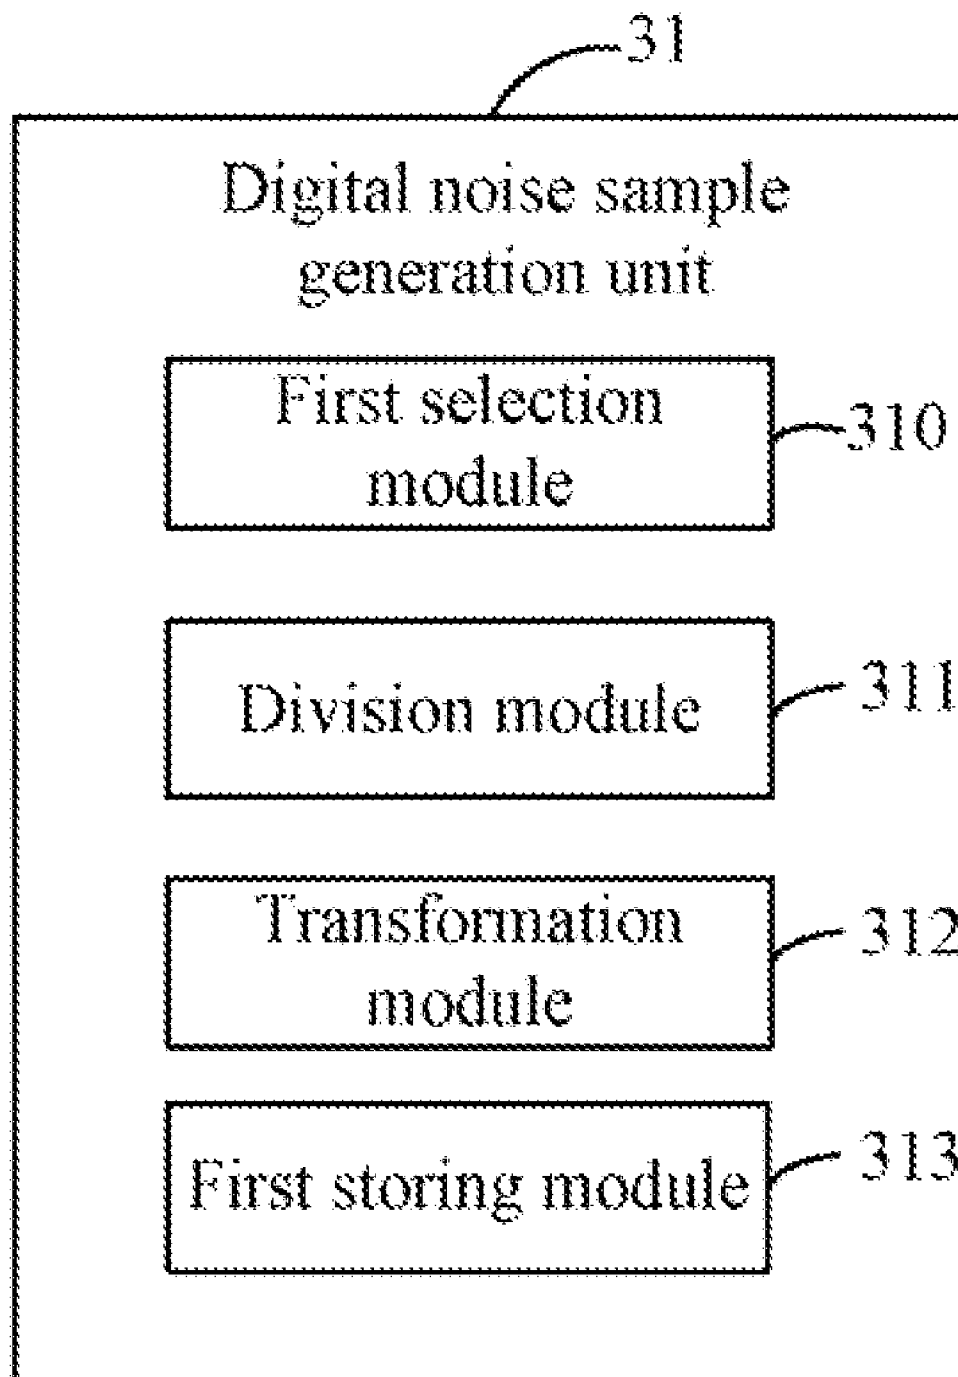 31
Digital noise sample
generation unit
First selection
module
310
Division module
311
Transformation
module
312
First storing module
313